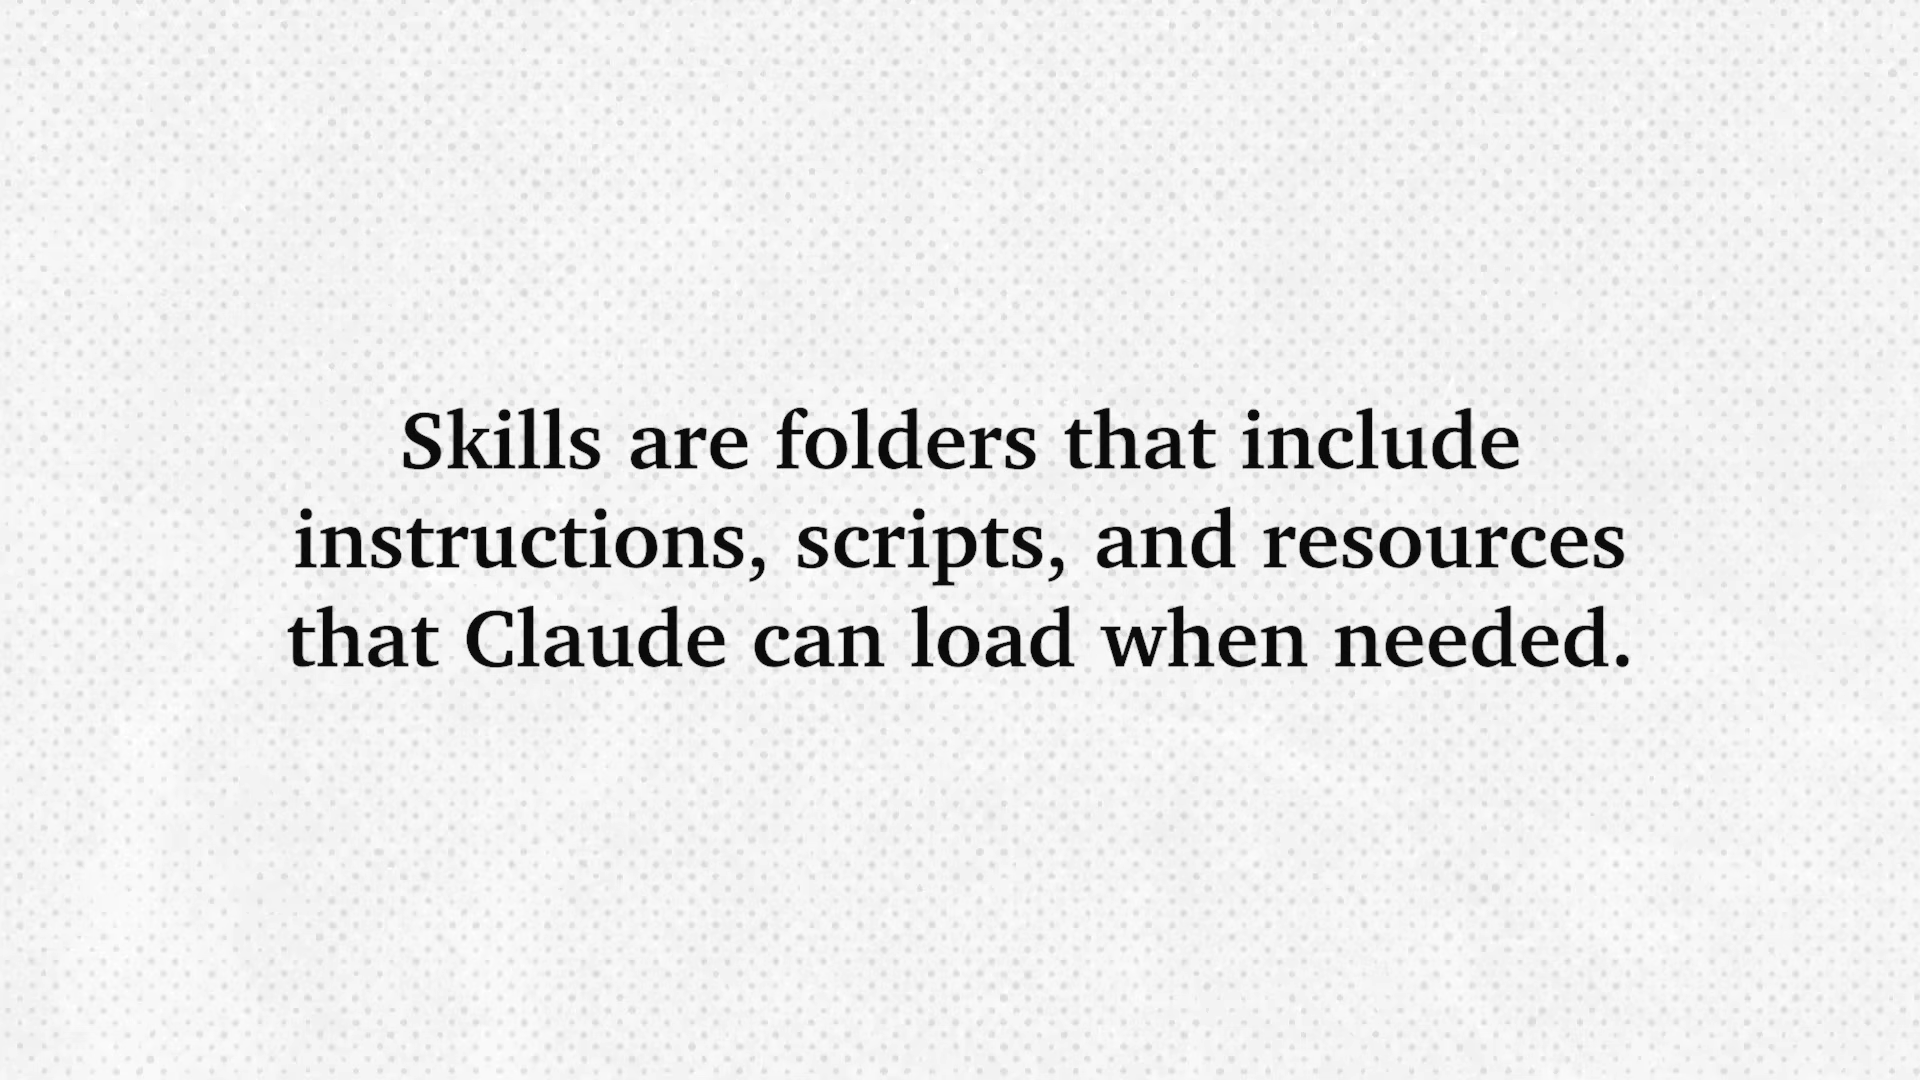 Skills are folders that include
instructions, scripts, and resources
that Claude can load when needed.